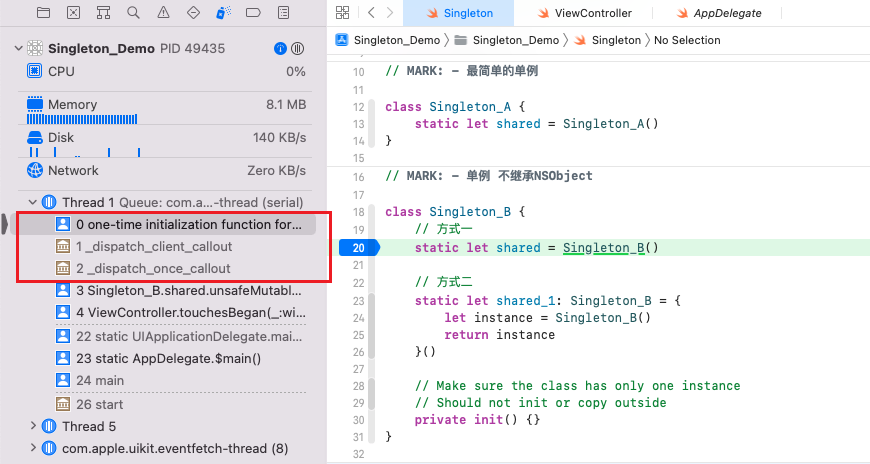 Singleton_Demo PID 49435
CPU 0%
Memory 8.1 MB
Disk 140 KB/s
Network Zero KB/s
Thread 1 Queue: com.a...-thread (serial)
0 one-time initialization function for...
1 _dispatch_client_callout
2 _dispatch_once_callout
3 Singleton_B.shared.unsafeMutabl...
4 ViewController.touchesBegan(_:wi...
22 static UIApplicationDelegate.mai...
23 static AppDelegate.$main()
24 main
26 start
Thread 5
com.apple.uikit.eventfetch-thread (8)
Singleton ViewController AppDelegate
Singleton_Demo Singleton_Demo Singleton No Selection
10 // MARK: - 最简单的单例
11
12 class Singleton_A {
13 static let shared = Singleton_A()
14 }
15
16 // MARK: - 单例 不继承NSObject
17
18 class Singleton_B {
19 // 方式一
20 static let shared = Singleton_B()
21
22 // 方式二
23 static let shared_1: Singleton_B = {
24 let instance = Singleton_B()
25 return instance
26 }()
27
28 // Make sure the class has only one instance
29 // Should not init or copy outside
30 private init() {}
31 }
32